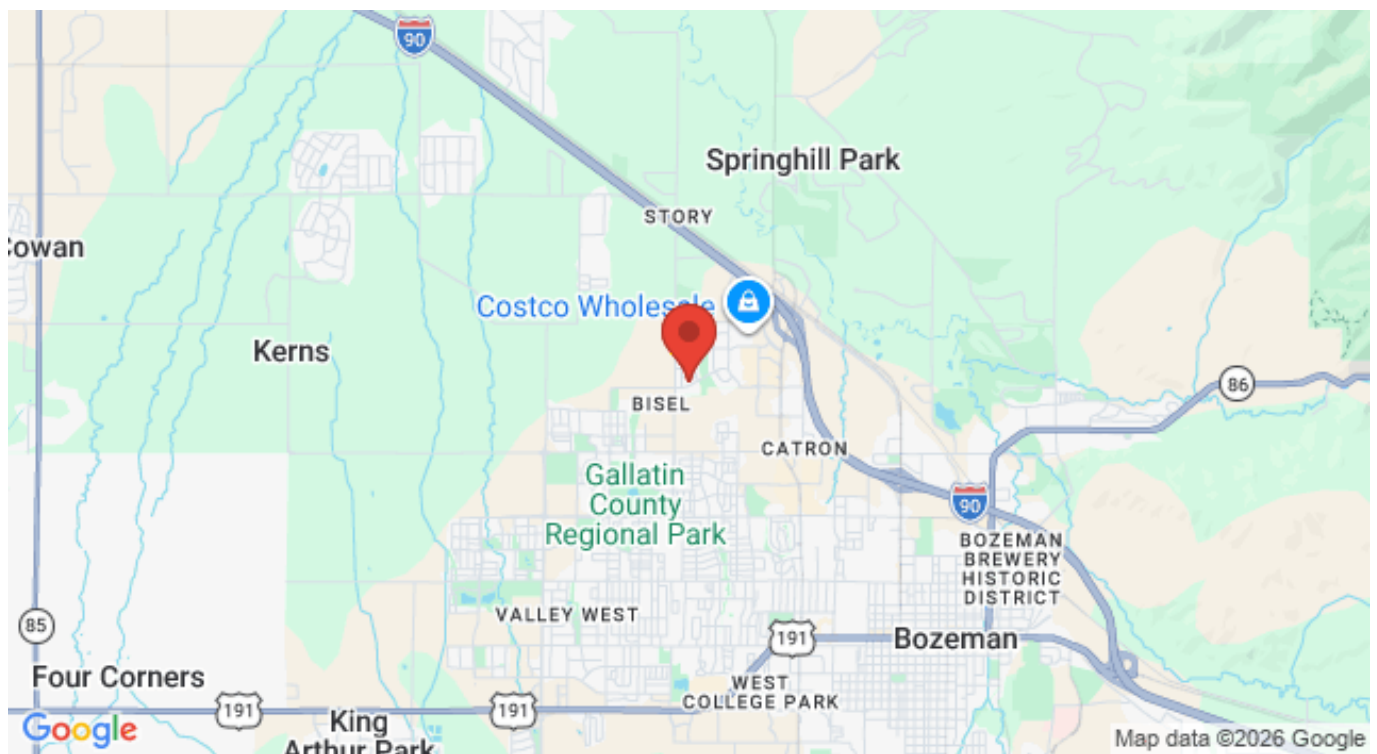 90
Springhill Park
STORY
Cowan
Costco Wholesale
Kerns
86
BISEL
CATRON
Gallatin
County
Regional Park
90
BOZEMAN
BREWERY
HISTORIC
DISTRICT
VALLEY WEST
85
191
Bozeman
Four Corners
WEST
COLLEGE PARK
191
191
King
Arthur Park
Google
Map data ©2026 Google